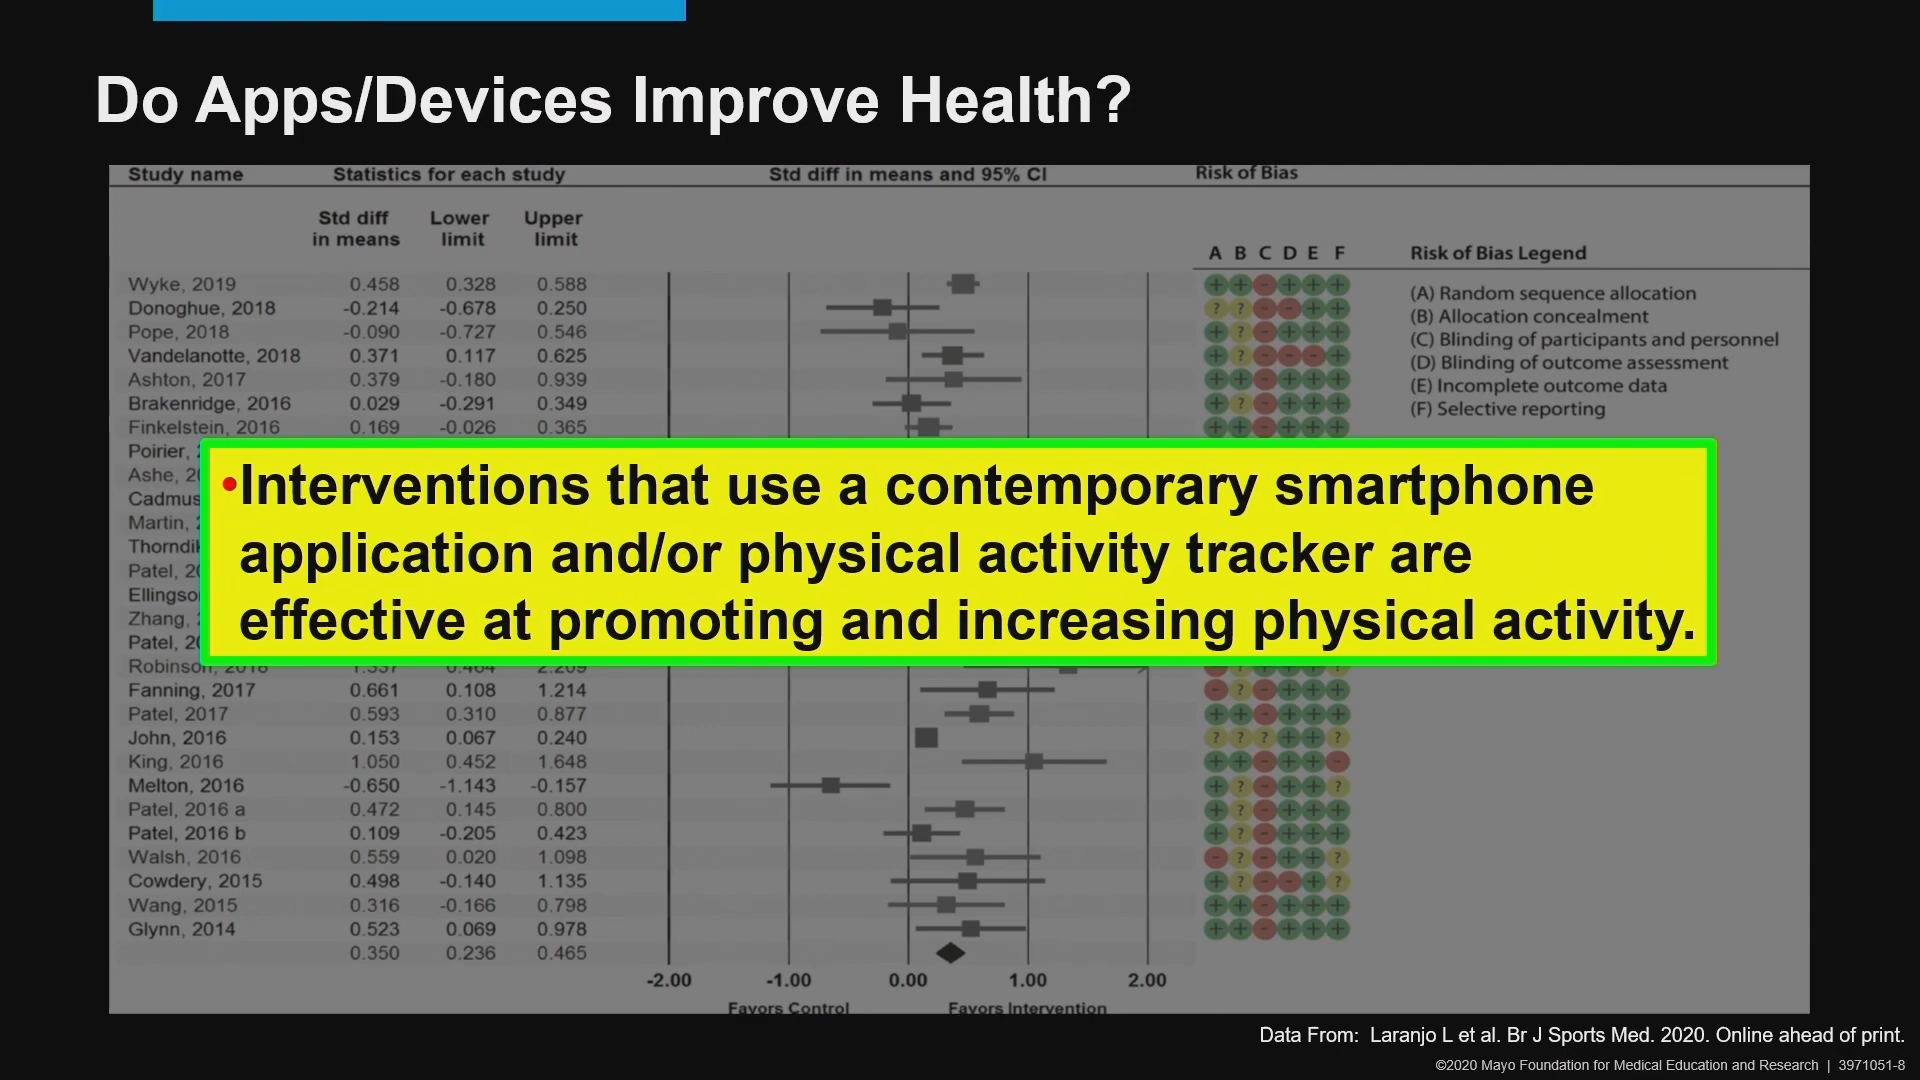 Do Apps/Devices Improve Health?
Study name Statistics for each study Std diff in means and 95% CI Risk of Bias
Std diff Lower Upper
in means limit limit
A B C D E F Risk of Bias Legend
Wyke, 2019 0.458 0.328 0.588 + + - + + +
(A) Random sequence allocation
Donoghue, 2018 -0.214 -0.678 0.250 ? ? - - + +
(B) Allocation concealment
Pope, 2018 -0.090 -0.727 0.546 + ? - + + +
(C) Blinding of participants and personnel
Vandelanotte, 2018 0.371 0.117 0.625 + ? - - - +
(D) Blinding of outcome assessment
Ashton, 2017 0.379 -0.180 0.939 + + - + + +
(E) Incomplete outcome data
Brakenridge, 2016 0.029 -0.291 0.349 + ? - + + +
(F) Selective reporting
Finkelstein, 2016 0.169 -0.026 0.365 + + - + + +
Poirier,
Ashe,
Martin,
Patel,
Zhang,
Patel,
•Interventions that use a contemporary smartphone
application and/or physical activity tracker are
effective at promoting and increasing physical activity.
Fanning, 2017 0.661 0.108 1.214 - ? - + + +
Patel, 2017 0.593 0.310 0.877 + + - + + +
John, 2016 0.153 0.067 0.240 ? ? ? + + ?
King, 2016 1.050 0.452 1.648 + + - + + -
Melton, 2016 -0.650 -1.143 -0.157 + ? - + + ?
Patel, 2016 a 0.472 0.145 0.800 + ? - + + +
Patel, 2016 b 0.109 -0.205 0.423 + ? - + + +
Walsh, 2016 0.559 0.020 1.098 - ? - + + ?
Cowdery, 2015 0.498 -0.140 1.135 + ? - - + ?
Wang, 2015 0.316 -0.166 0.798 + + - + + +
Glynn, 2014 0.523 0.069 0.978 + + - + + +
0.350 0.236 0.465
-2.00 -1.00 0.00 1.00 2.00
Favors Control Favors Intervention
Data From: Laranjo L et al. Br J Sports Med. 2020. Online ahead of print.
©2020 Mayo Foundation for Medical Education and Research | 3971051-8